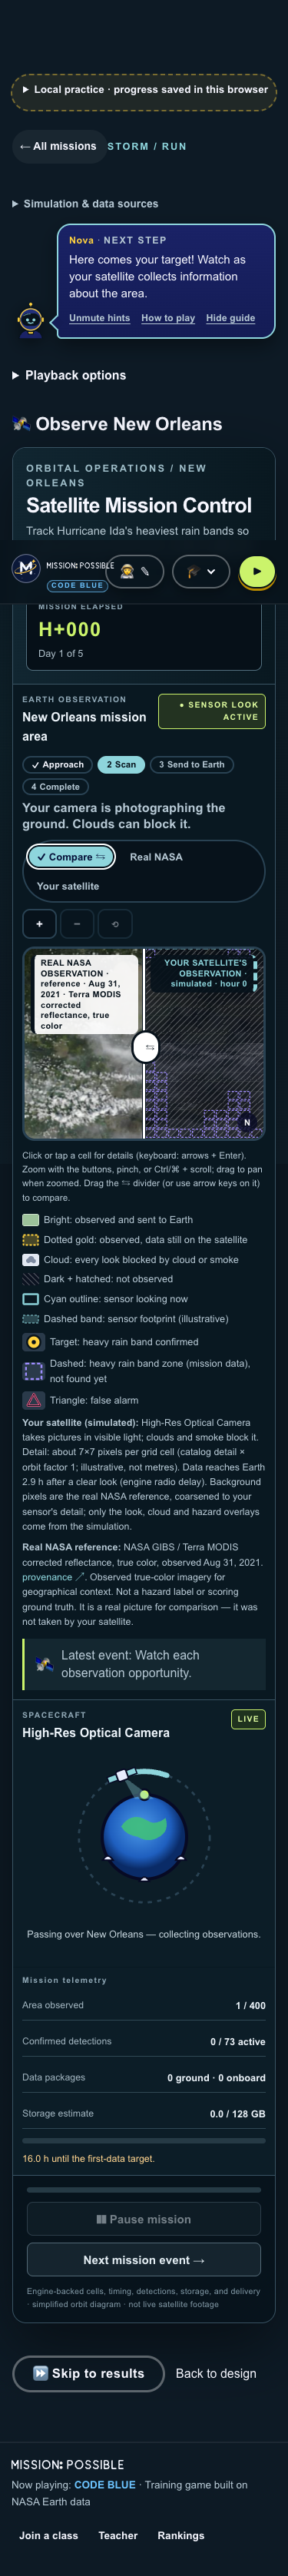 ▶ Local practice · progress saved in this browser
← All missions STORM / RUN
▶ Simulation & data sources
Nova · NEXT STEP
Here comes your target! Watch as
your satellite collects information
about the area.
Unmute hints How to play Hide guide
▶ Playback options
Observe New Orleans
ORBITAL OPERATIONS / NEW
ORLEANS
Satellite Mission Control
Track Hurricane Ida's heaviest rain bands so
MISSION: POSSIBLE
CODE BLUE
MISSION ELAPSED
H+000
Day 1 of 5
EARTH OBSERVATION
New Orleans mission
area
● SENSOR LOOK
ACTIVE
✓ Approach 2 Scan 3 Send to Earth
4 Complete
Your camera is photographing the
ground. Clouds can block it.
✓ Compare ⇆ Real NASA
Your satellite
+ − ⟲
REAL NASA
OBSERVATION ·
reference · Aug 31,
2021 · Terra MODIS
corrected
reflectance, true
color
YOUR SATELLITE'S
OBSERVATION ·
simulated · hour 0
⇆
N
Click or tap a cell for details (keyboard: arrows + Enter).
Zoom with the buttons, pinch, or Ctrl/⌘ + scroll; drag to pan
when zoomed. Drag the ⇆ divider (or use arrow keys on it)
to compare.
Bright: observed and sent to Earth
Dotted gold: observed, data still on the satellite
Cloud: every look blocked by cloud or smoke
Dark + hatched: not observed
Cyan outline: sensor looking now
Dashed band: sensor footprint (illustrative)
Target: heavy rain band confirmed
Dashed: heavy rain band zone (mission data),
not found yet
Triangle: false alarm
Your satellite (simulated): High-Res Optical Camera
takes pictures in visible light; clouds and smoke block it.
Detail: about 7×7 pixels per grid cell (catalog detail ×
orbit factor 1; illustrative, not metres). Data reaches Earth
2.9 h after a clear look (engine radio delay). Background
pixels are the real NASA reference, coarsened to your
sensor's detail; only the look, cloud and hazard overlays
come from the simulation.
Real NASA reference: NASA GIBS / Terra MODIS
corrected reflectance, true color, observed Aug 31, 2021.
provenance ↗. Observed true-color imagery for
geographical context. Not a hazard label or scoring
ground truth. It is a real picture for comparison — it was
not taken by your satellite.
Latest event: Watch each
observation opportunity.
SPACECRAFT
High-Res Optical Camera
LIVE
Passing over New Orleans — collecting observations.
Mission telemetry
Area observed 1 / 400
Confirmed detections 0 / 73 active
Data packages 0 ground · 0 onboard
Storage estimate 0.0 / 128 GB
16.0 h until the first-data target.
Pause mission
Next mission event →
Engine-backed cells, timing, detections, storage, and delivery
· simplified orbit diagram · not live satellite footage
Skip to results Back to design
MISSION: POSSIBLE
Now playing: CODE BLUE · Training game built on
NASA Earth data
Join a class Teacher Rankings